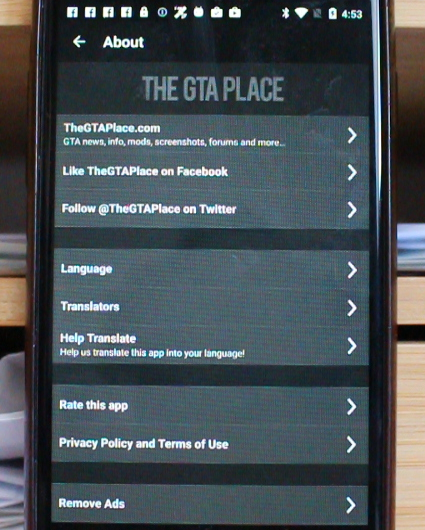 4:53
About
THE GTA PLACE
TheGTAPlace.com
GTA news, info, mods, screenshots, forums and more...
Like TheGTAPlace on Facebook
Follow @TheGTAPlace on Twitter
Language
Translators
Help Translate
Help us translate this app into your language!
Rate this app
Privacy Policy and Terms of Use
Remove Ads